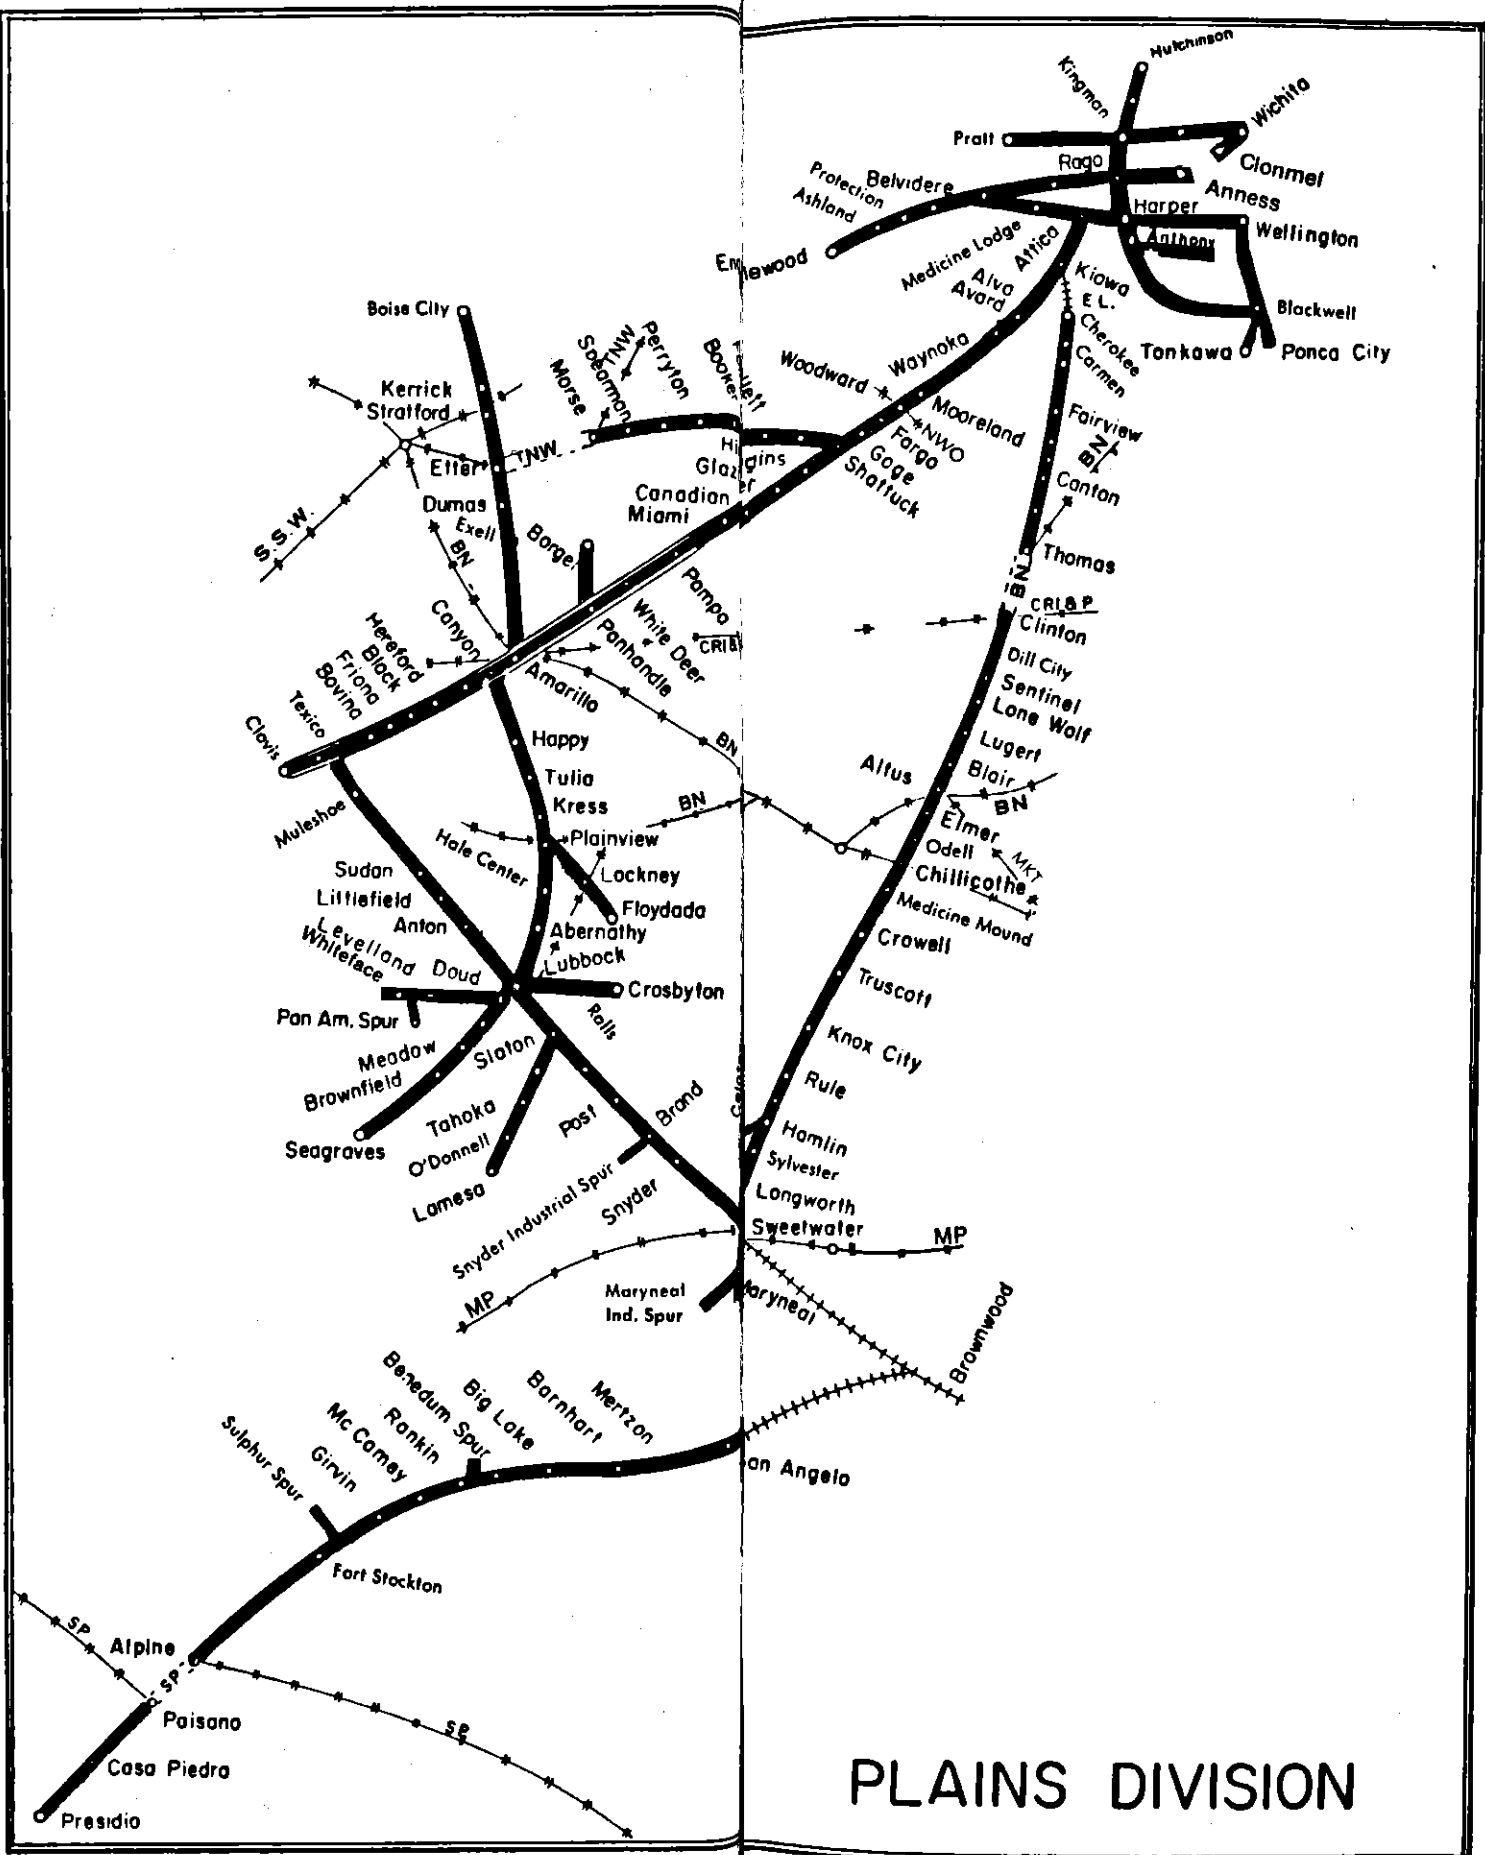 Hutchinson
Kingman
Wichita
Pratt
Clonmel
Rago
Protection
Belvidere
Anness
Ashland
Harper
Wellington
Anthony
Medicine Lodge
Attica
Kiowa
E L.
Alva
Avard
Blackwell
Boise City
Cherokee
Tonkawa
Ponca City
Carmen
TNW
Perryton
Spearman
Booker
Morse
Woodward
Waynoka
Kerrick
Stratford
Mooreland
Fairview
BN
NWO
Fargo
Gage
Shattuck
Higgins
Glazier
Etter
TNW
Canton
Canadian
Miami
Dumas
Exell
S.S.W.
BN
Thomas
BN
Pampa
CRI&P
Clinton
White Deer
Panhandle
CRI&
Canyon
Hereford
Black
Friona
Bovina
Texico
Clovis
Amarillo
Dill City
Sentinel
Lone Wolf
Happy
BN
Lugert
Altus
Blair
BN
Tulia
Kress
BN
Muleshoe
Plainview
Hale Center
Elmer
Odell
MKT
Sudan
Lockney
Chillicothe
Littlefield
Floydada
Medicine Mound
Anton
Abernathy
Crowell
Levelland
Whiteface
Doud
Lubbock
Crosbyton
Truscott
Pan Am. Spur
Ralls
Slaton
Meadow
Brownfield
Knox City
Rule
Tahoka
Post
Brand
Seagraves
O'Donnell
Hamlin
Sylvester
Lamesa
Snyder Industrial Spur
Snyder
Longworth
Sweetwater
MP
MP
Maryneal
Ind. Spur
Maryneal
Brownwood
Benedum Spur
Big Lake
Barnhart
Mertzon
Mc Camey
Rankin
Sulphur Spur
Girvin
an Angelo
Fort Stockton
SP
Alpine
SP
Paisano
SP
Casa Piedra
Presidio
PLAINS DIVISION